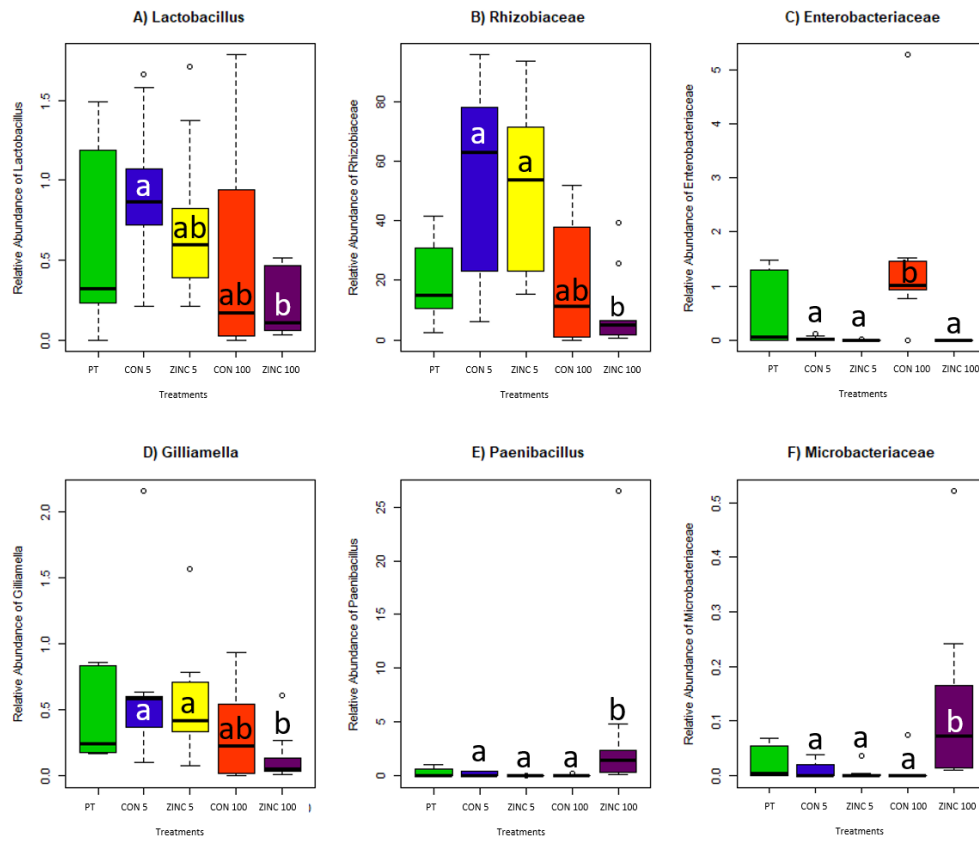 A) Lactobacillus
Relative Abundance of Lactobacillus
1.5
1.0
0.5
0.0
a
ab
ab
b
PT CON 5 ZINC 5 CON 100 ZINC 100
Treatments
B) Rhizobiaceae
Relative Abundance of Rhizobiaceae
80
60
40
20
0
a
a
ab
b
PT CON 5 ZINC 5 CON 100 ZINC 100
Treatments
C) Enterobacteriaceae
Relative Abundance of Enterobacteriaceae
5
4
3
2
1
0
a
a
b
a
PT CON 5 ZINC 5 CON 100 ZINC 100
Treatments
D) Gilliamella
Relative Abundance of Gilliamella
2.0
1.5
1.0
0.5
0.0
a
a
ab
b
PT CON 5 ZINC 5 CON 100 ZINC 100 )
Treatments
E) Paenibacillus
Relative Abundance of Paenibacillus
25
20
15
10
5
0
a
a
a
b
PT CON 5 ZINC 5 CON 100 ZINC 100
Treatments
F) Microbacteriaceae
Relative Abundance of Microbacteriaceae
0.5
0.4
0.3
0.2
0.1
0.0
a
a
a
b
PT CON 5 ZINC 5 CON 100 ZINC 100
Treatments